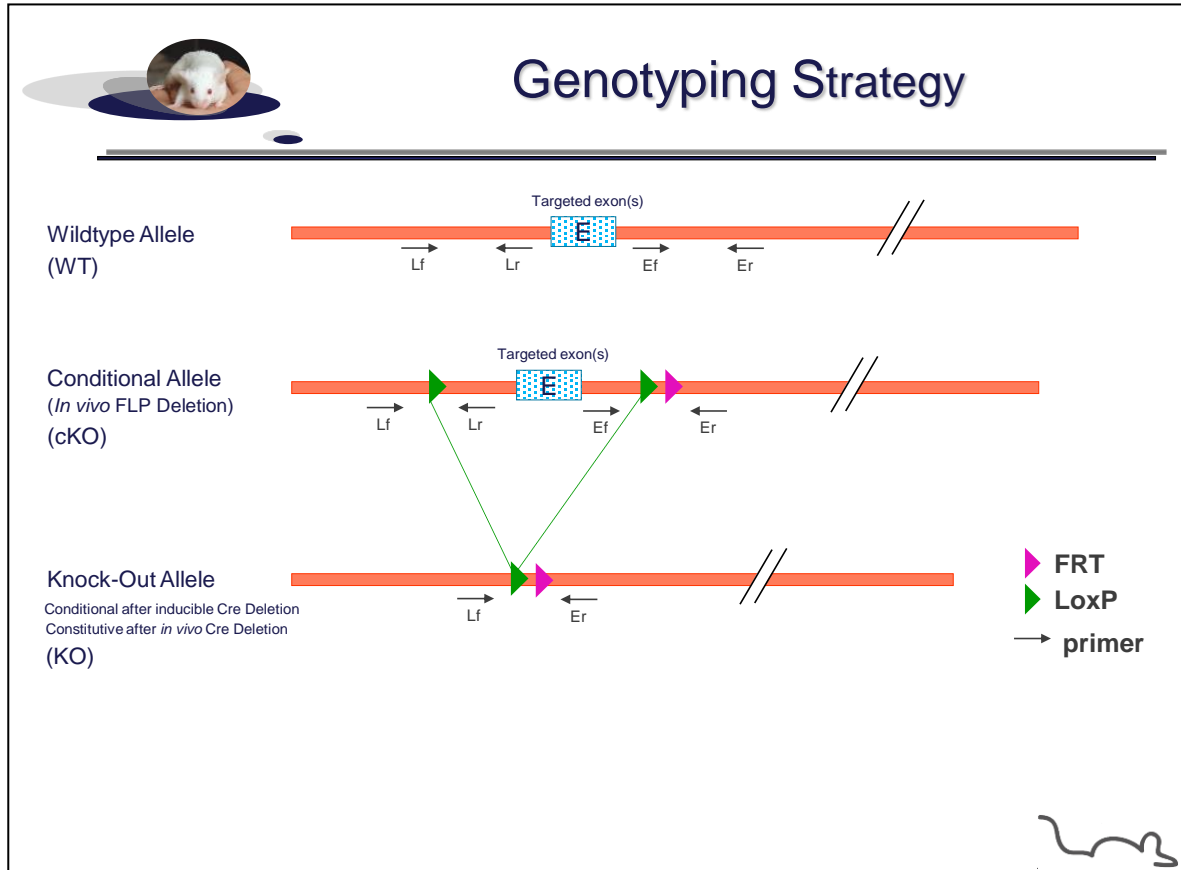 Genotyping Strategy
Targeted exon(s)
Wildtype Allele
(WT)
E
Lf
Lr
Ef
Er
Targeted exon(s)
Conditional Allele
(In vivo FLP Deletion)
(cKO)
E
Lf
Lr
Ef
Er
Knock-Out Allele
Conditional after inducible Cre Deletion
Constitutive after in vivo Cre Deletion
(KO)
Lf
Er
FRT
LoxP
primer